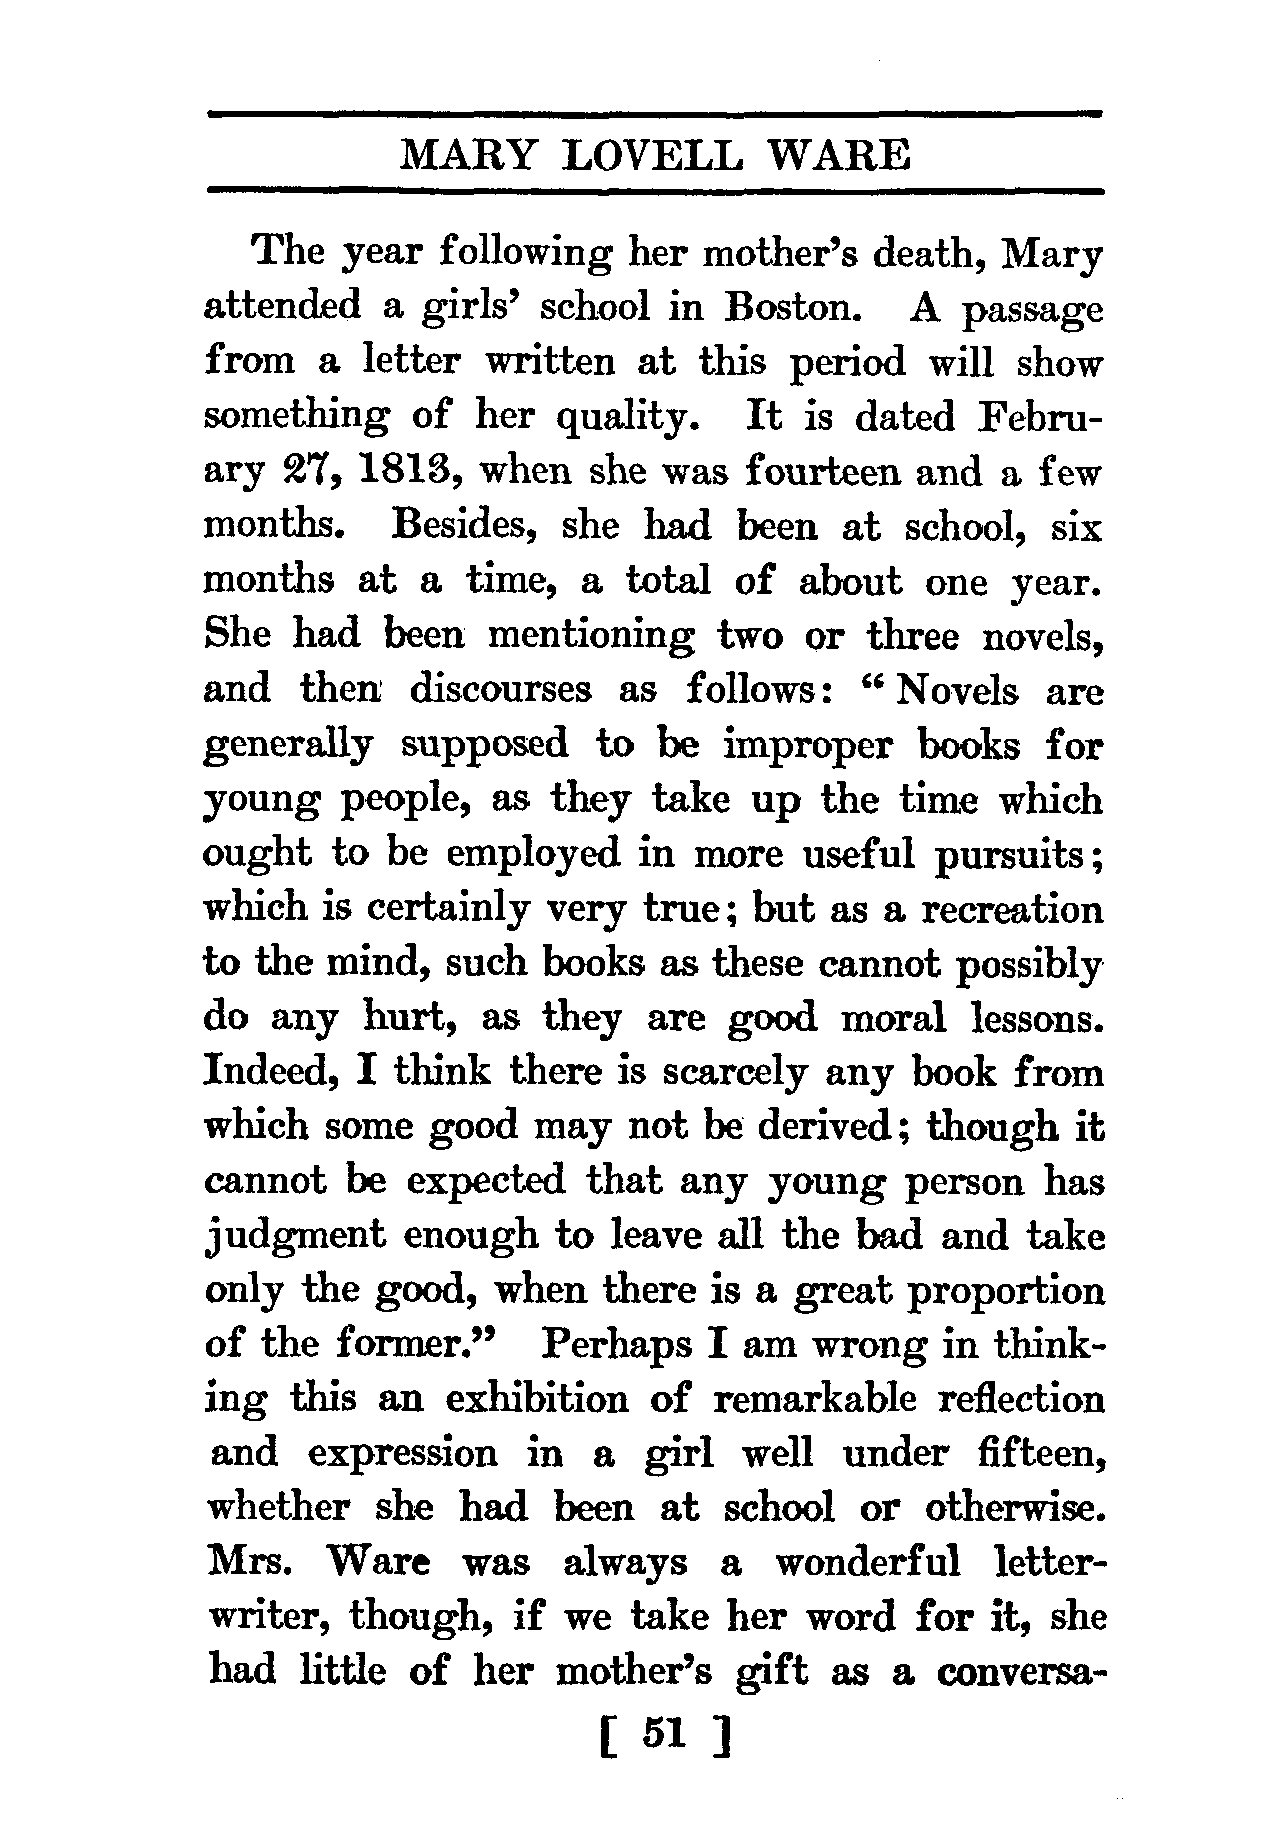 MARY LOVELL WARE
The year following her mother's death, Mary
attended a girls' school in Boston. A passage
from a letter written at this period will show
something of her quality. It is dated Febru-
ary 27, 1813, when she was fourteen and a few
months. Besides, she had been at school, six
months at a time, a total of about one year.
She had been mentioning two or three novels,
and then discourses as follows: “Novels are
generally supposed to be improper books for
young people, as they take up the time which
ought to be employed in more useful pursuits;
which is certainly very true; but as a recreation
to the mind, such books as these cannot possibly
do any hurt, as they are good moral lessons.
Indeed, I think there is scarcely any book from
which some good may not be derived; though it
cannot be expected that any young person has
judgment enough to leave all the bad and take
only the good, when there is a great proportion
of the former.” Perhaps I am wrong in think-
ing this an exhibition of remarkable reflection
and expression in a girl well under fifteen,
whether she had been at school or otherwise.
Mrs. Ware was always a wonderful letter-
writer, though, if we take her word for it, she
had little of her mother's gift as a conversa-
[ 51 ]